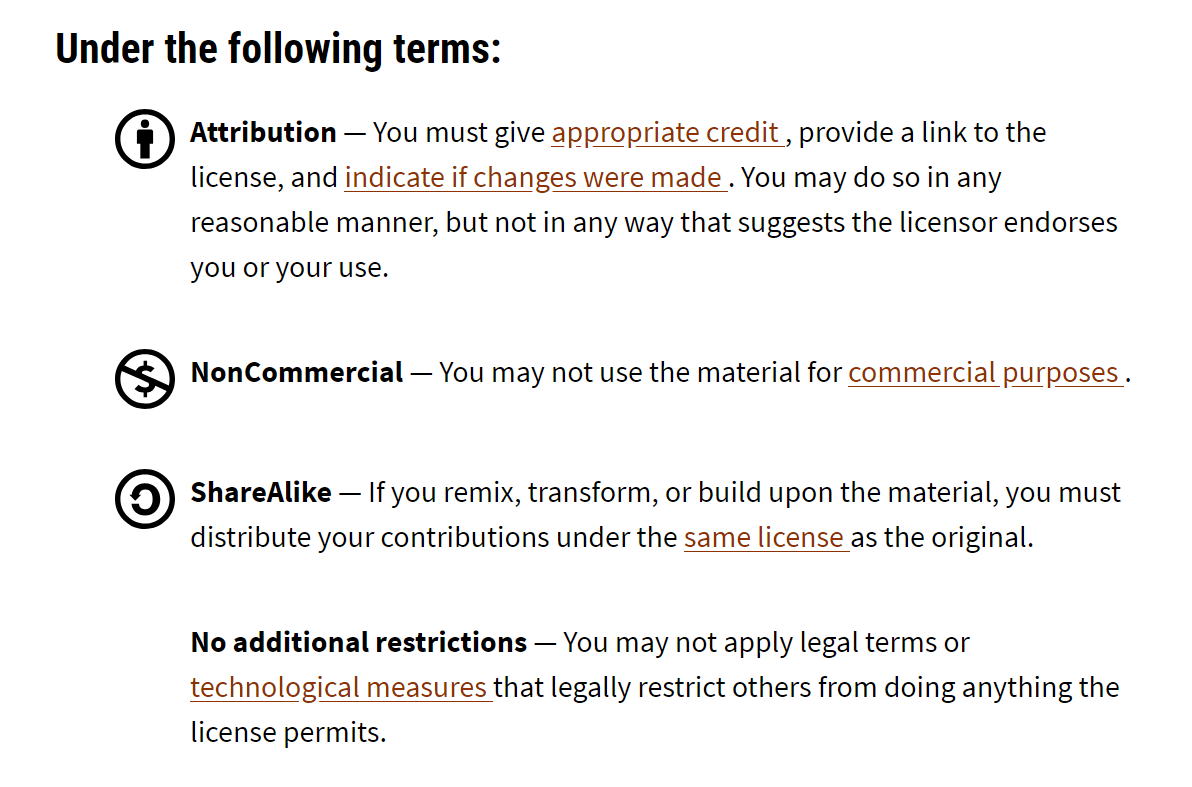 Under the following terms:
Attribution — You must give appropriate credit , provide a link to the
license, and indicate if changes were made . You may do so in any
reasonable manner, but not in any way that suggests the licensor endorses
you or your use.
NonCommercial — You may not use the material for commercial purposes .
ShareAlike — If you remix, transform, or build upon the material, you must
distribute your contributions under the same license as the original.
No additional restrictions — You may not apply legal terms or
technological measures that legally restrict others from doing anything the
license permits.